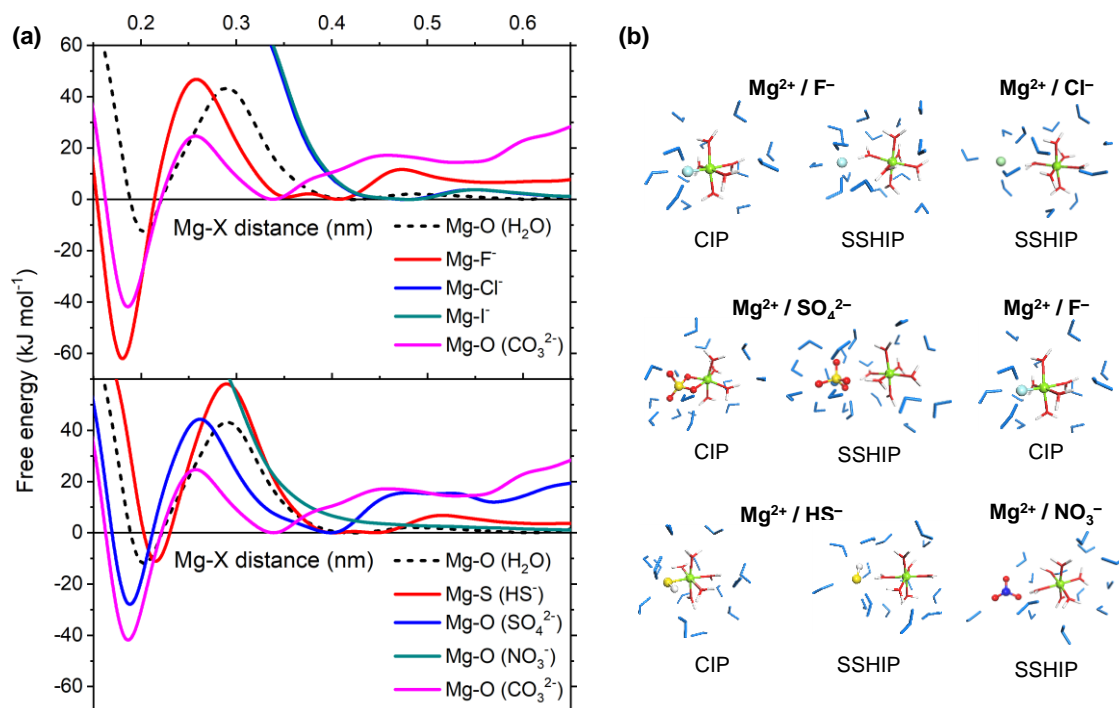 (a)
0.2 0.3 0.4 0.5 0.6
60
40
20
0
-20
-40
-60
Mg-X distance (nm)
Mg-O (H₂O)
Mg-F⁻
Mg-Cl⁻
Mg-I⁻
Mg-O (CO₃²⁻)
Free energy (kJ mol⁻¹)
40
20
0
-20
-40
-60
Mg-X distance (nm)
Mg-O (H₂O)
Mg-S (HS⁻)
Mg-O (SO₄²⁻)
Mg-O (NO₃⁻)
Mg-O (CO₃²⁻)
(b)
Mg²⁺ / F⁻ Mg²⁺ / Cl⁻
CIP SSHIP SSHIP
Mg²⁺ / SO₄²⁻ Mg²⁺ / F⁻
CIP SSHIP CIP
Mg²⁺ / HS⁻ Mg²⁺ / NO₃⁻
CIP SSHIP SSHIP